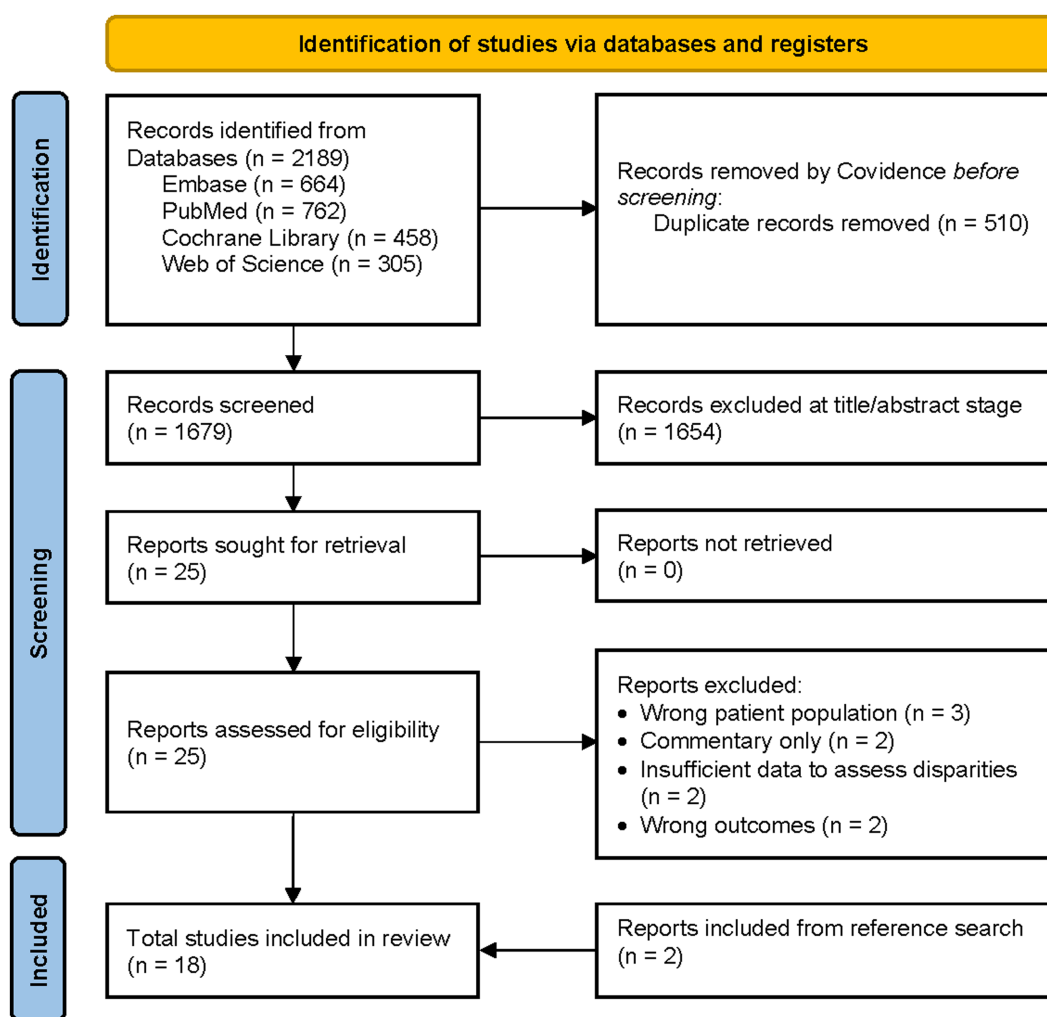 Identification of studies via databases and registers
Identification
Records identified from
Databases (n = 2189)
Embase (n = 664)
PubMed (n = 762)
Cochrane Library (n = 458)
Web of Science (n = 305)
Records removed by Covidence before
screening:
Duplicate records removed (n = 510)
Screening
Records screened
(n = 1679)
Records excluded at title/abstract stage
(n = 1654)
Reports sought for retrieval
(n = 25)
Reports not retrieved
(n = 0)
Reports assessed for eligibility
(n = 25)
Reports excluded:
• Wrong patient population (n = 3)
• Commentary only (n = 2)
• Insufficient data to assess disparities
(n = 2)
• Wrong outcomes (n = 2)
Included
Total studies included in review
(n = 18)
Reports included from reference search
(n = 2)